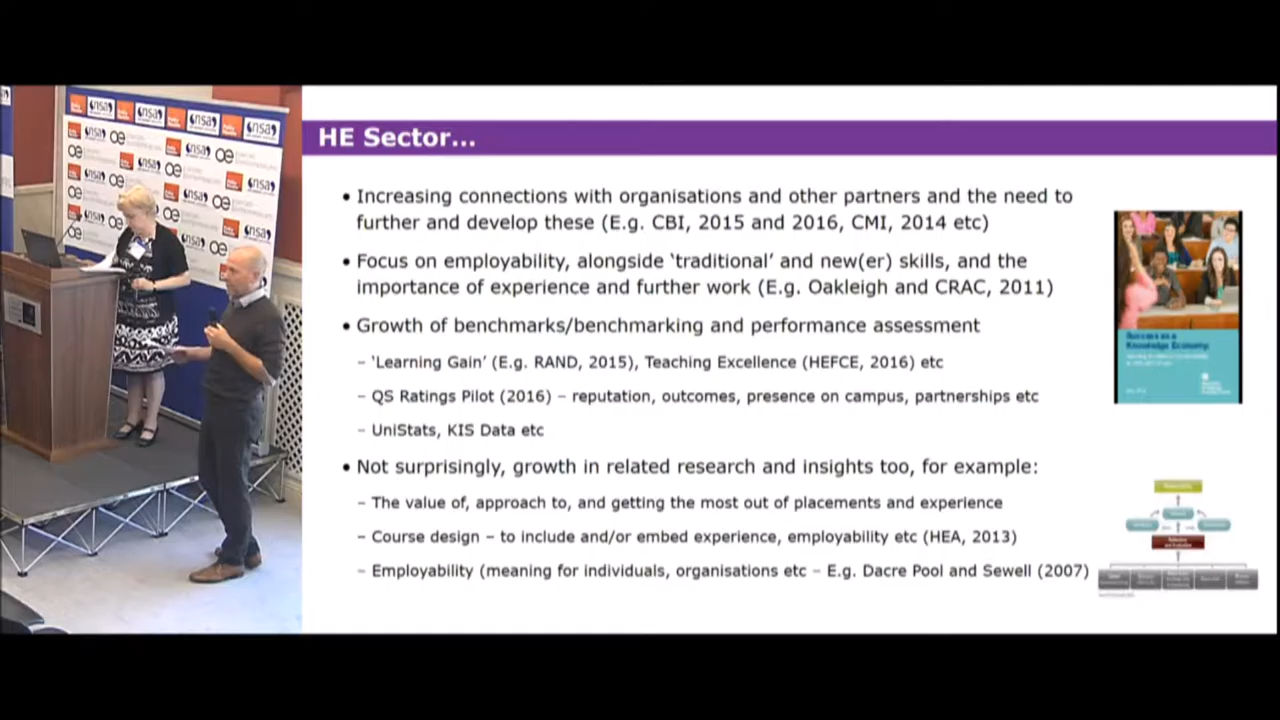 HE Sector...
• Increasing connections with organisations and other partners and the need to
further and develop these (E.g. CBI, 2015 and 2016, CMI, 2014 etc)
• Focus on employability, alongside ‘traditional’ and new(er) skills, and the
importance of experience and further work (E.g. Oakleigh and CRAC, 2011)
• Growth of benchmarks/benchmarking and performance assessment
– ‘Learning Gain’ (E.g. RAND, 2015), Teaching Excellence (HEFCE, 2016) etc
– QS Ratings Pilot (2016) – reputation, outcomes, presence on campus, partnerships etc
– UniStats, KIS Data etc
• Not surprisingly, growth in related research and insights too, for example:
– The value of, approach to, and getting the most out of placements and experience
– Course design – to include and/or embed experience, employability etc (HEA, 2013)
– Employability (meaning for individuals, organisations etc – E.g. Dacre Pool and Sewell (2007)
Success as a
Knowledge Economy
nsa
oe